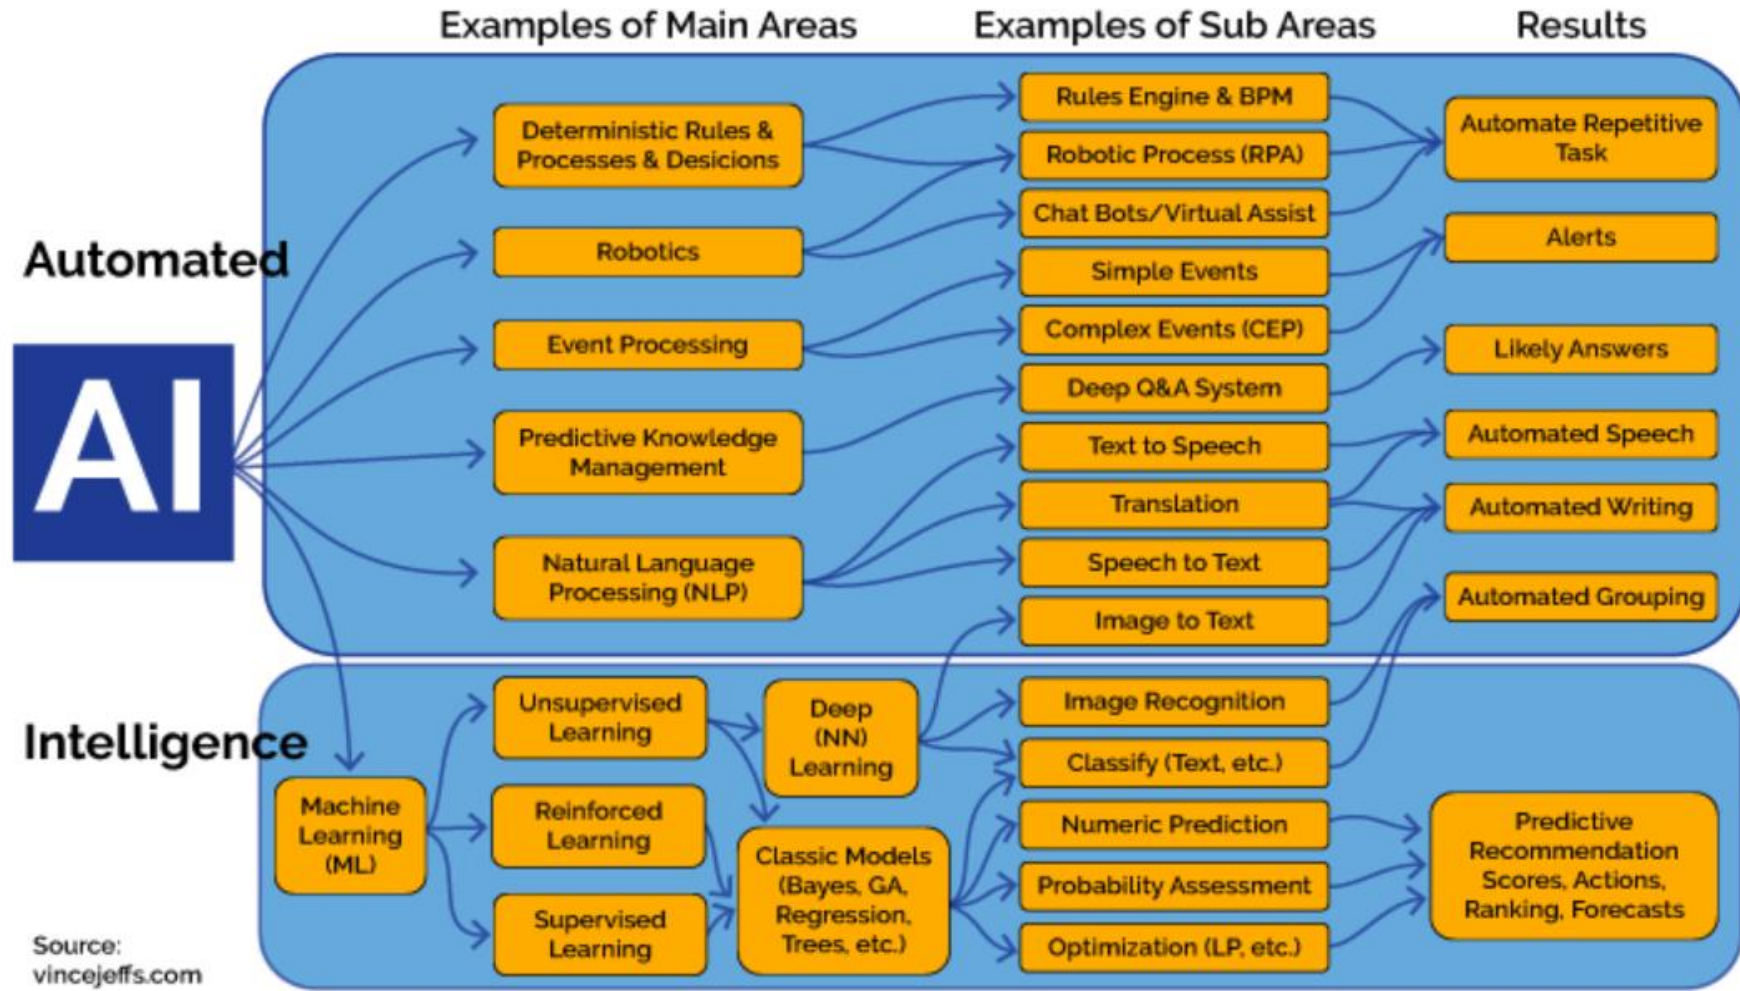 Examples of Main Areas
Examples of Sub Areas
Results
Automated
AI
Deterministic Rules &
Processes & Desicions
Robotics
Event Processing
Predictive Knowledge
Management
Natural Language
Processing (NLP)
Rules Engine & BPM
Robotic Process (RPA)
Chat Bots/Virtual Assist
Simple Events
Complex Events (CEP)
Deep Q&A System
Text to Speech
Translation
Speech to Text
Image to Text
Automate Repetitive
Task
Alerts
Likely Answers
Automated Speech
Automated Writing
Automated Grouping
Intelligence
Machine
Learning
(ML)
Unsupervised
Learning
Reinforced
Learning
Supervised
Learning
Deep
(NN)
Learning
Classic Models
(Bayes, GA,
Regression,
Trees, etc.)
Image Recognition
Classify (Text, etc.)
Numeric Prediction
Probability Assessment
Optimization (LP, etc.)
Predictive
Recommendation
Scores, Actions,
Ranking, Forecasts
Source:
vincejeffs.com